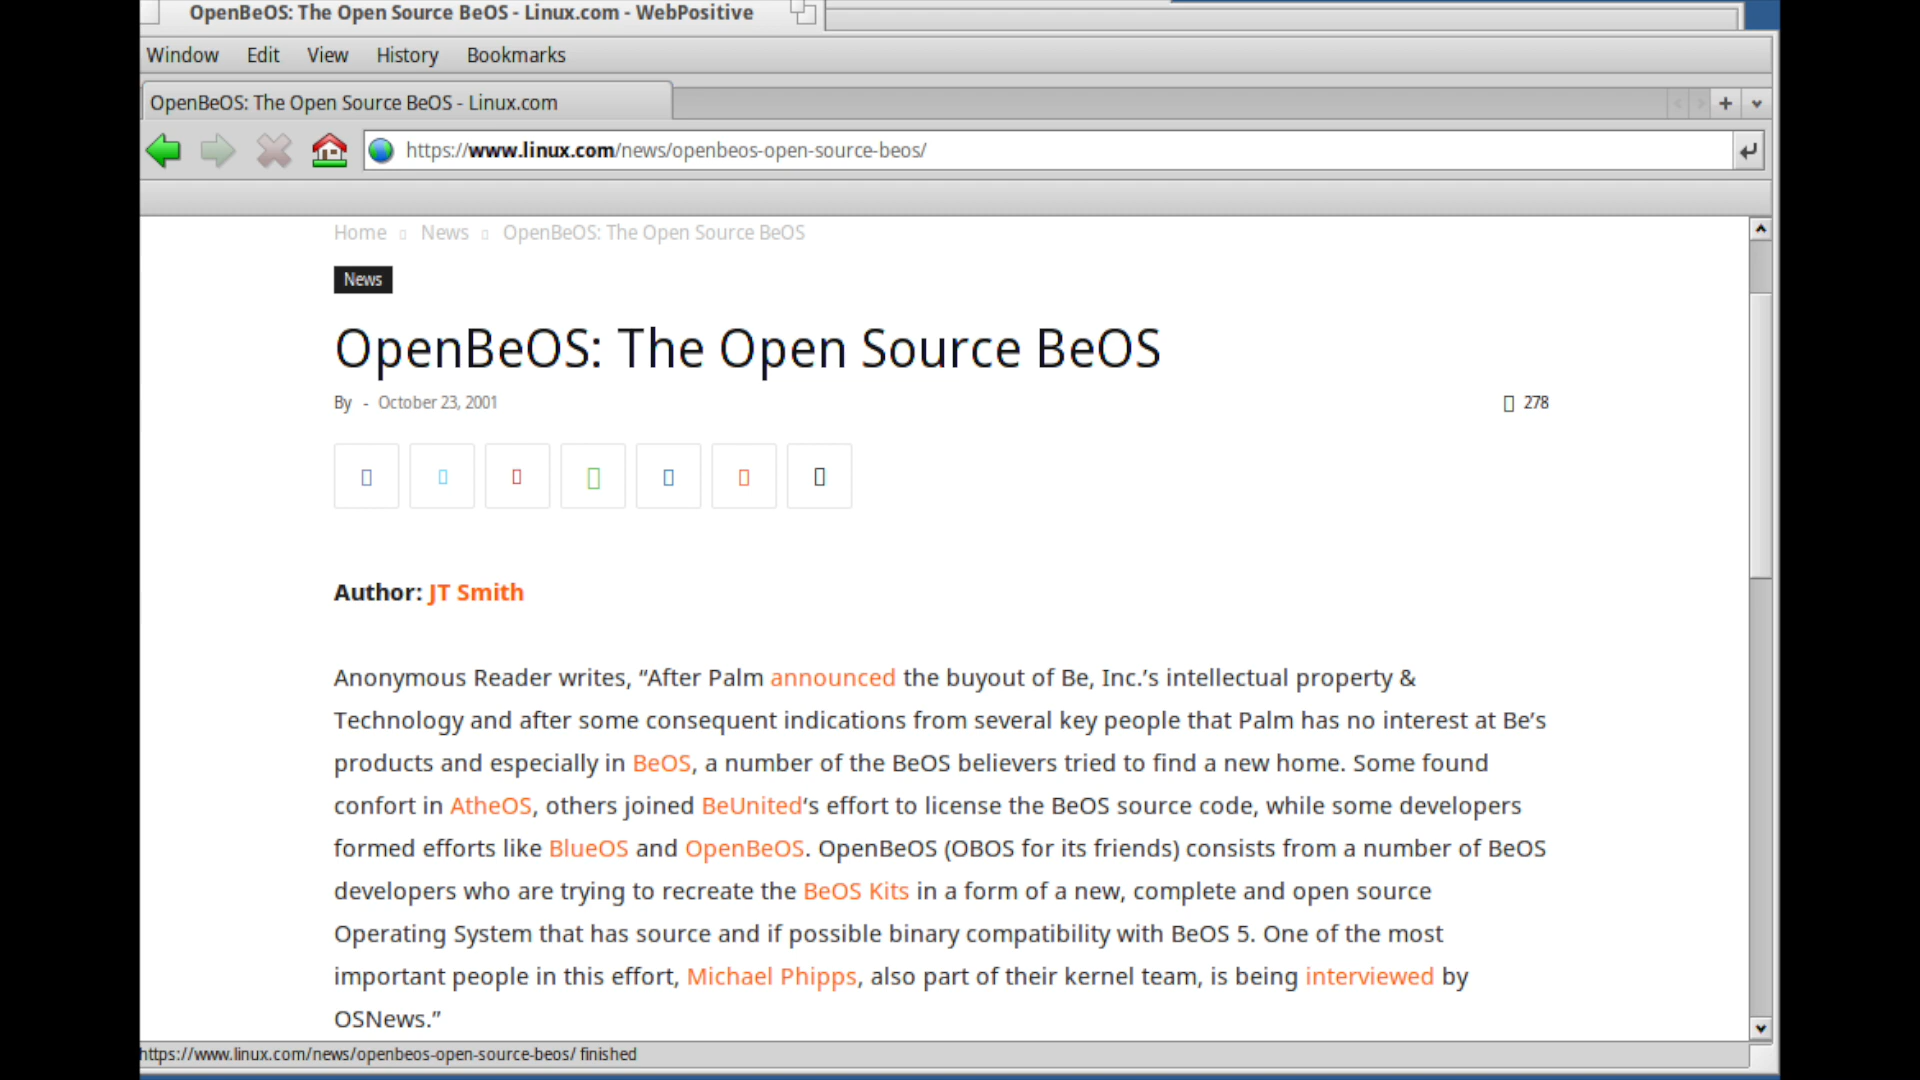 OpenBeOS: The Open Source BeOS - Linux.com - WebPositive
Window Edit View History Bookmarks
OpenBeOS: The Open Source BeOS - Linux.com
https://www.linux.com/news/openbeos-open-source-beos/
Home News OpenBeOS: The Open Source BeOS
News
OpenBeOS: The Open Source BeOS
By - October 23, 2001 278
Author: JT Smith
Anonymous Reader writes, “After Palm announced the buyout of Be, Inc.’s intellectual property &
Technology and after some consequent indications from several key people that Palm has no interest at Be’s
products and especially in BeOS, a number of the BeOS believers tried to find a new home. Some found
confort in AtheOS, others joined BeUnited‘s effort to license the BeOS source code, while some developers
formed efforts like BlueOS and OpenBeOS. OpenBeOS (OBOS for its friends) consists from a number of BeOS
developers who are trying to recreate the BeOS Kits in a form of a new, complete and open source
Operating System that has source and if possible binary compatibility with BeOS 5. One of the most
important people in this effort, Michael Phipps, also part of their kernel team, is being interviewed by
OSNews.”
https://www.linux.com/news/openbeos-open-source-beos/ finished